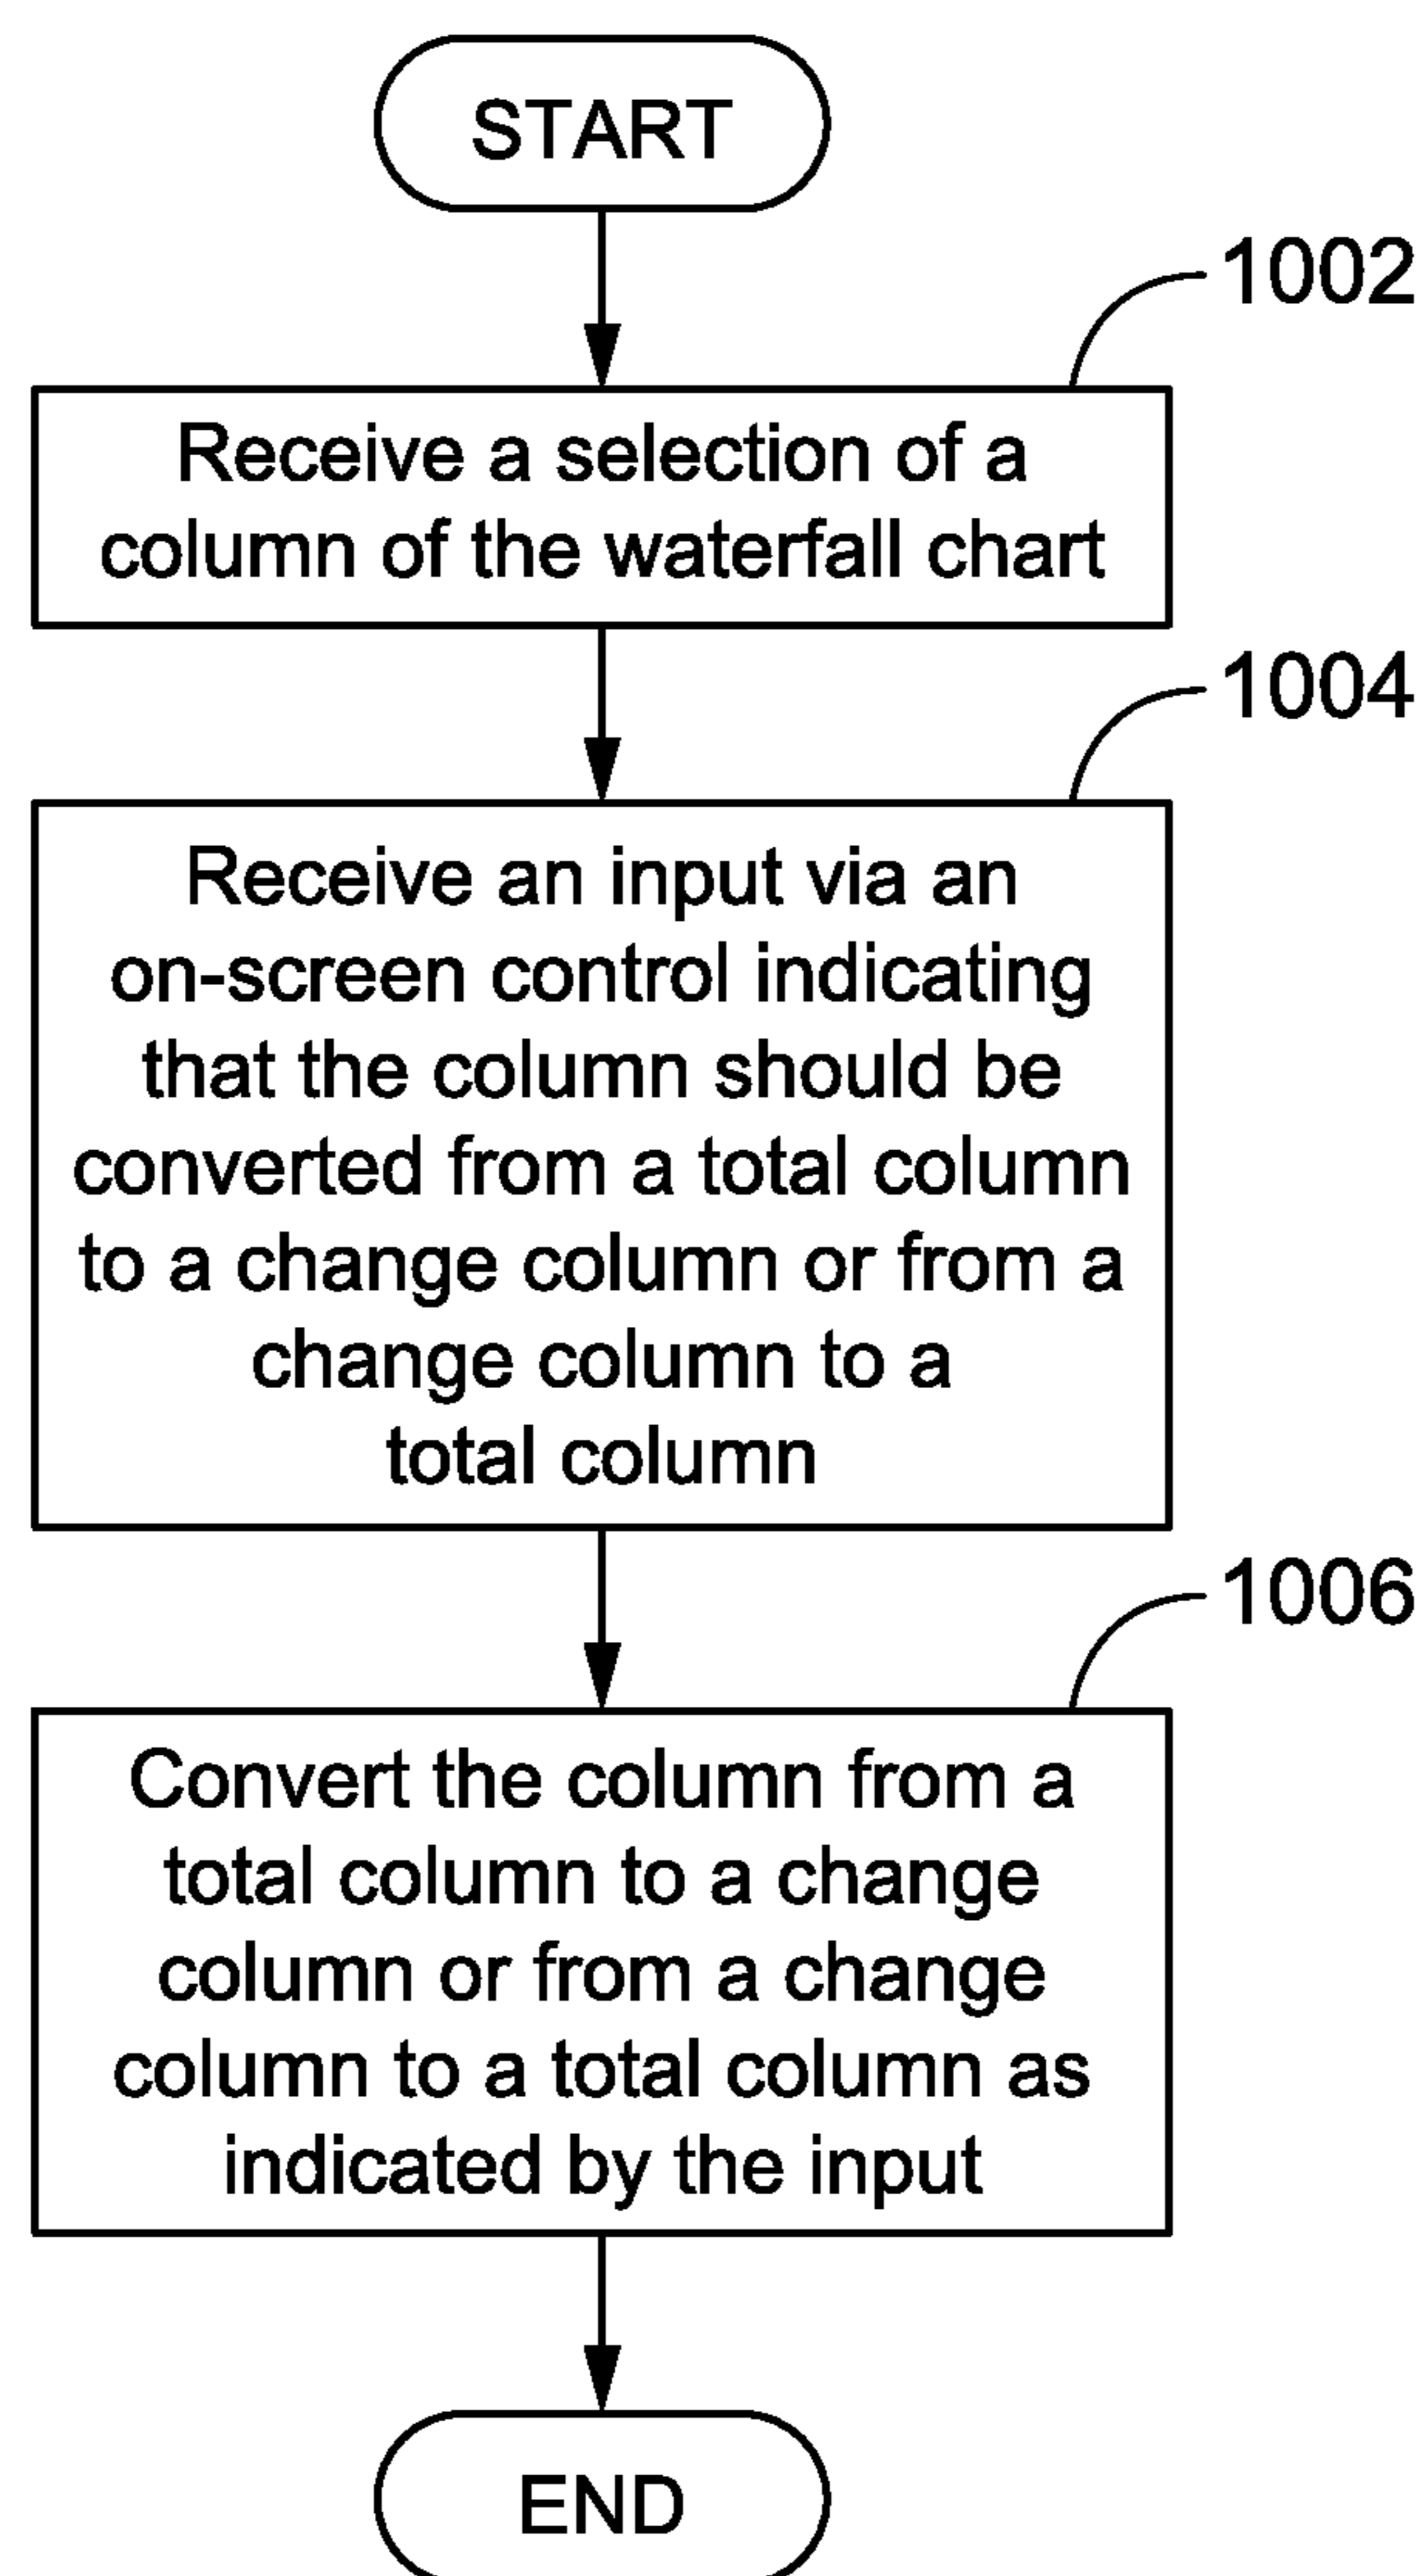 START
1002
Receive a selection of a
column of the waterfall chart
1004
Receive an input via an
on-screen control indicating
that the column should be
converted from a total column
to a change column or from a
change column to a
total column
1006
Convert the column from a
total column to a change
column or from a change
column to a total column as
indicated by the input
END